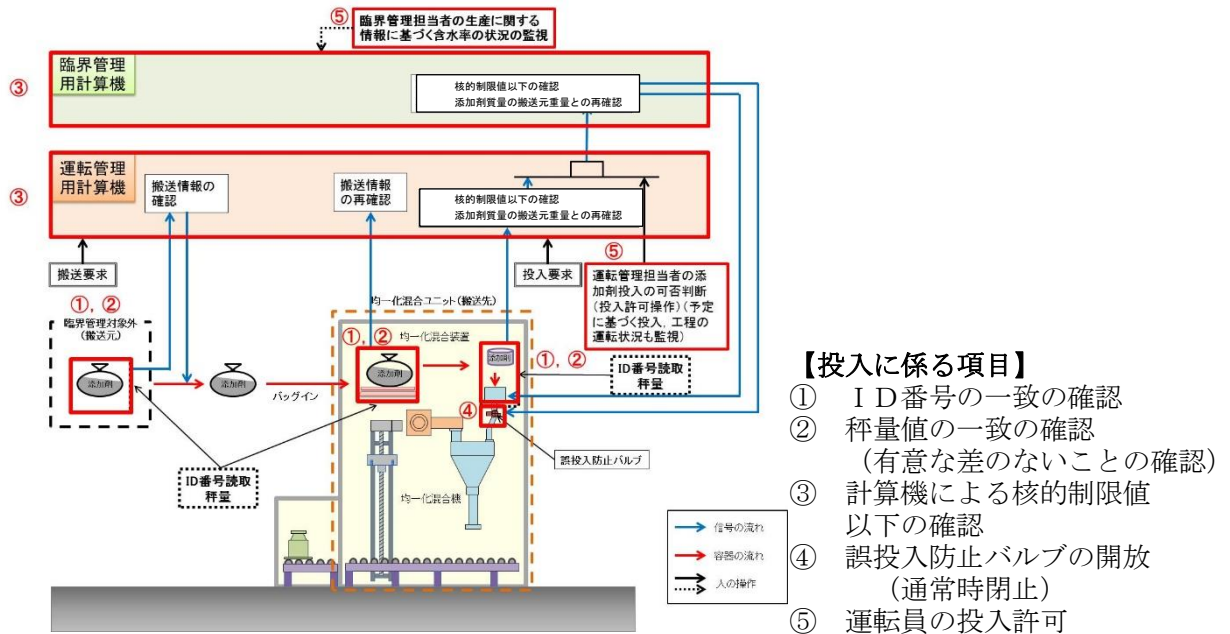 ⑤
臨界管理担当者の生産に関する
情報に基づく含水率の状況の監視
③
臨界管理
用計算機
核的制限値以下の確認
添加剤質量の搬送元重量との再確認
③
運転管理
用計算機
搬送情報の
確認
搬送情報
の再確認
核的制限値以下の確認
添加剤質量の搬送元重量との再確認
搬送要求
投入要求
⑤
運転管理担当者の添
加剤投入の可否判断
(投入許可操作)(予定
に基づく投入、工程の
運転状況も監視)
①, ②
臨界管理対象外
(搬送元)
添加剤
添加剤
バッグイン
均一化混合ユニット(搬送先)
均一化混合装置
①, ②
添加剤
添加剤
①, ②
ID番号読取
秤量
④
誤投入防止バルブ
ID番号読取
秤量
均一化混合機
信号の流れ
容器の流れ
人の操作
【投入に係る項目】
① ID番号の一致の確認
② 秤量値の一致の確認
(有意な差のないことの確認)
③ 計算機による核的制限値
以下の確認
④ 誤投入防止バルブの開放
(通常時閉止)
⑤ 運転員の投入許可